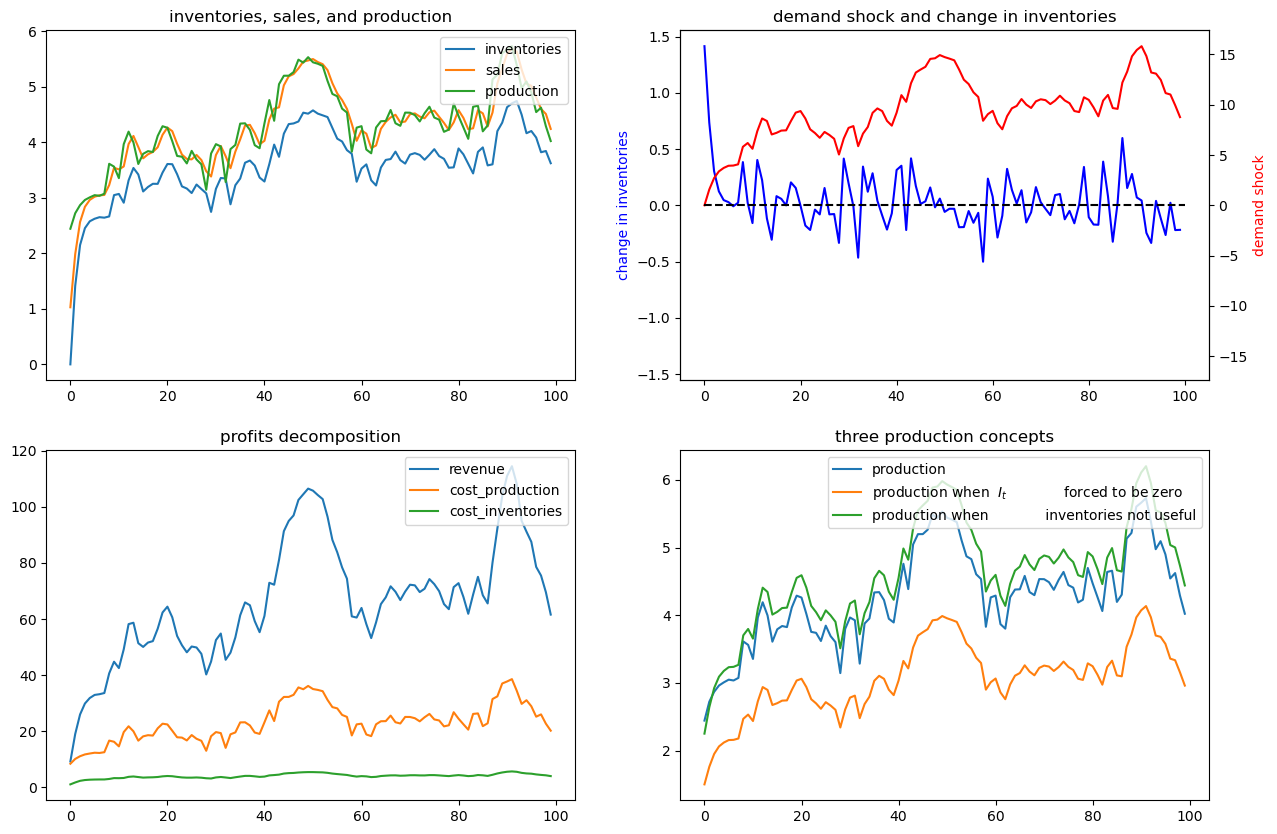 inventories, sales, and production
6
5
4
3
2
1
0
0 20 40 60 80 100
inventories
sales
production
demand shock and change in inventories
change in inventories
1.5
1.0
0.5
0.0
−0.5
−1.0
−1.5
0 20 40 60 80 100
15
10
5
0
−5
−10
−15
demand shock
profits decomposition
120
100
80
60
40
20
0
0 20 40 60 80 100
revenue
cost_production
cost_inventories
three production concepts
6
5
4
3
2
0 20 40 60 80 100
production
production when I_t forced to be zero
production when inventories not useful